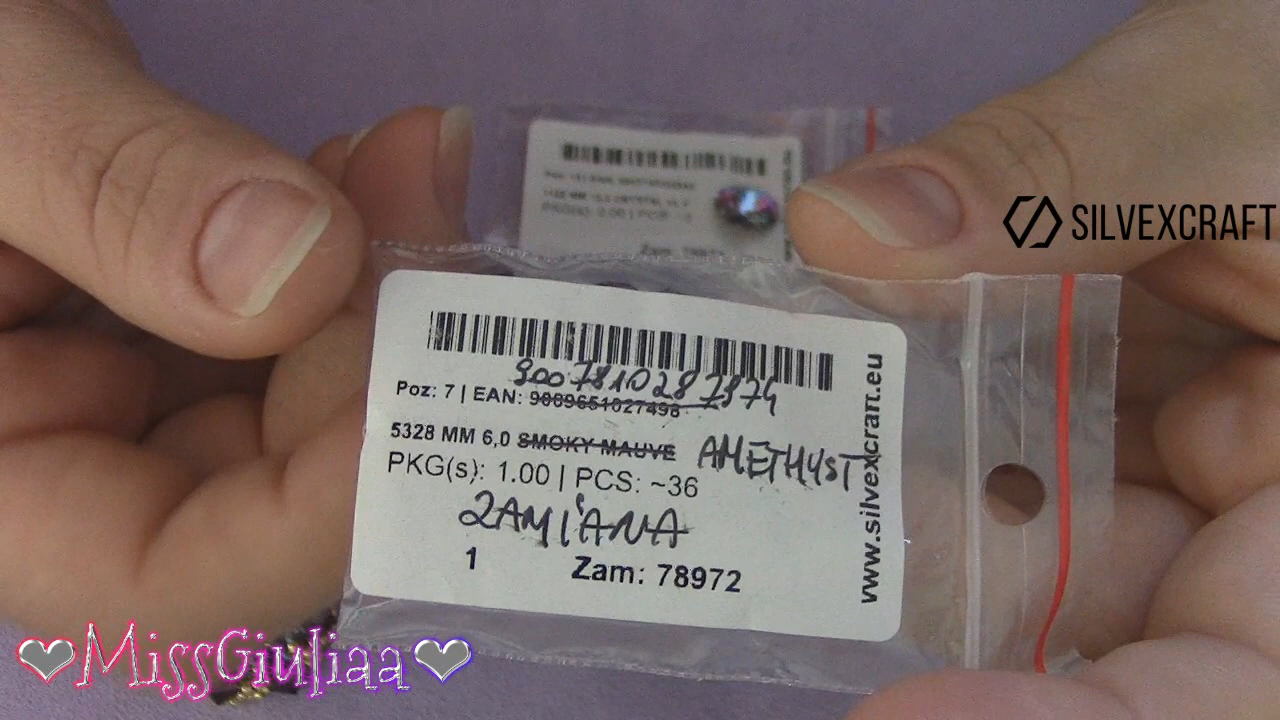 SILVEXCRAFT
9007810287874
Poz: 7 | EAN: 9009651027498
5328 MM 6,0 SMOKY MAUVE AMETHYST
PKG(s): 1.00 | PCS: ~36
ZAMIANA
1 Zam: 78972
www.silvexcraft.eu
❤MissGiuliaa❤